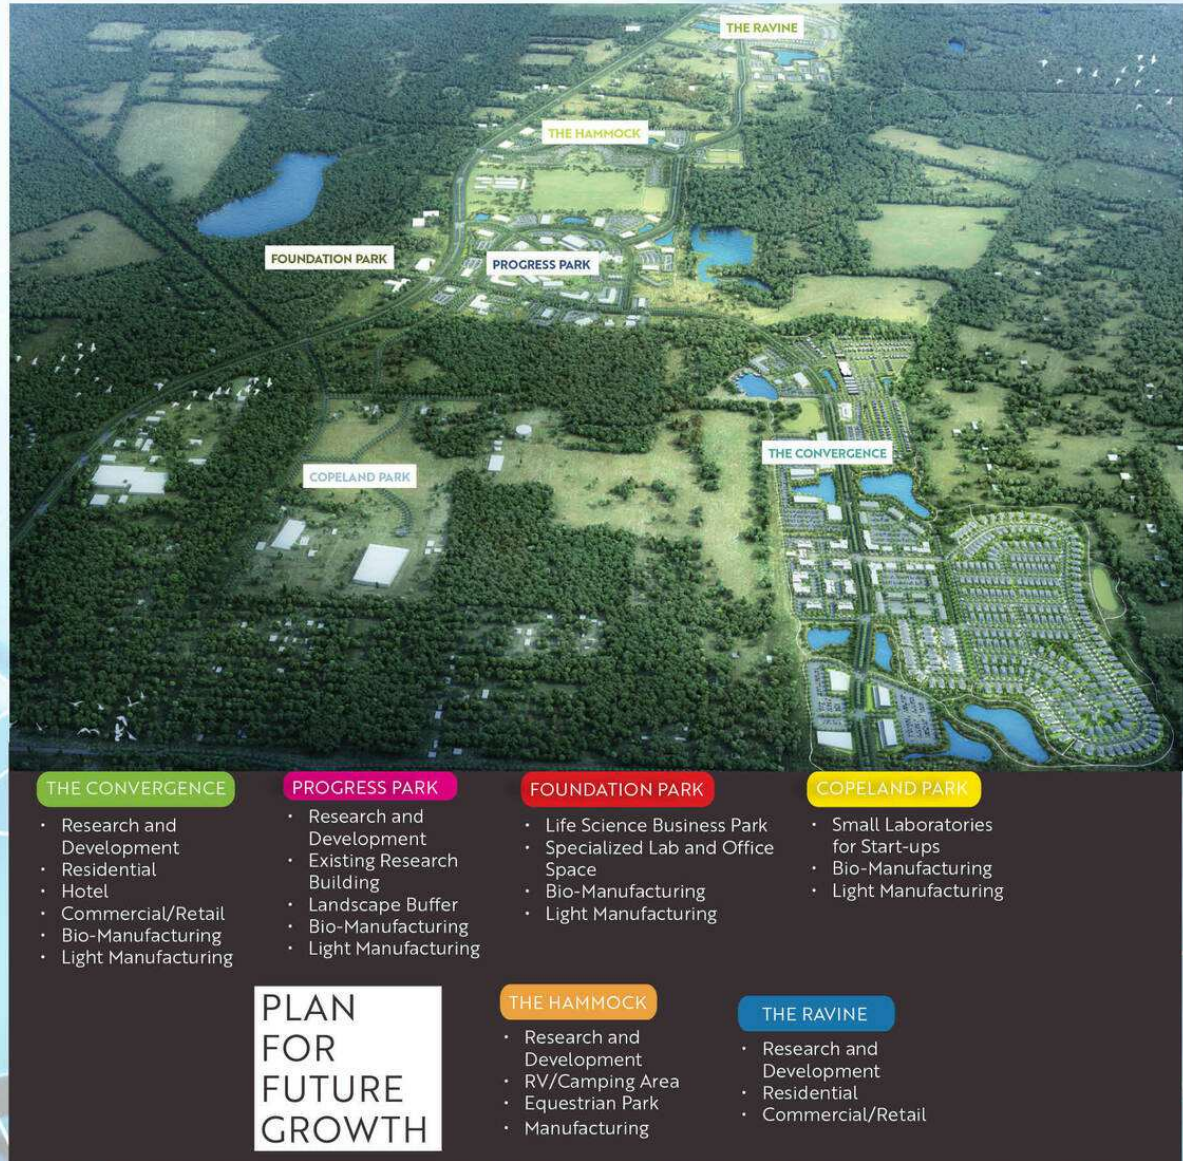 THE RAVINE
THE HAMMOCK
FOUNDATION PARK
PROGRESS PARK
THE CONVERGENCE
COPELAND PARK
THE CONVERGENCE
· Research and
Development
· Residential
· Hotel
· Commercial/Retail
· Bio-Manufacturing
· Light Manufacturing
PROGRESS PARK
· Research and
Development
· Existing Research
Building
· Landscape Buffer
· Bio-Manufacturing
· Light Manufacturing
FOUNDATION PARK
· Life Science Business Park
· Specialized Lab and Office
Space
· Bio-Manufacturing
· Light Manufacturing
COPELAND PARK
· Small Laboratories
for Start-ups
· Bio-Manufacturing
· Light Manufacturing
PLAN
FOR
FUTURE
GROWTH
THE HAMMOCK
· Research and
Development
· RV/Camping Area
· Equestrian Park
· Manufacturing
THE RAVINE
· Research and
Development
· Residential
· Commercial/Retail